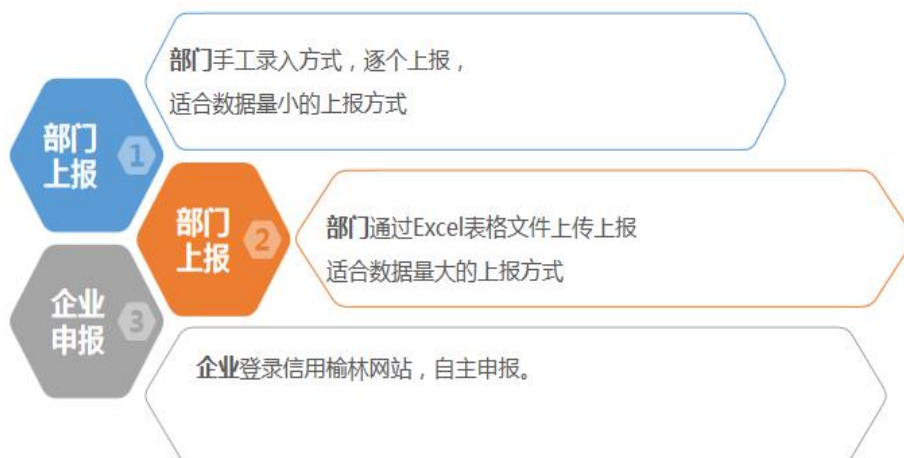 部门
上报
1
部门手工录入方式，逐个上报，
适合数据量小的上报方式
部门
上报
2
部门通过Excel表格文件上传上报
适合数据量大的上报方式
企业
申报
3
企业登录信用榆林网站，自主申报。